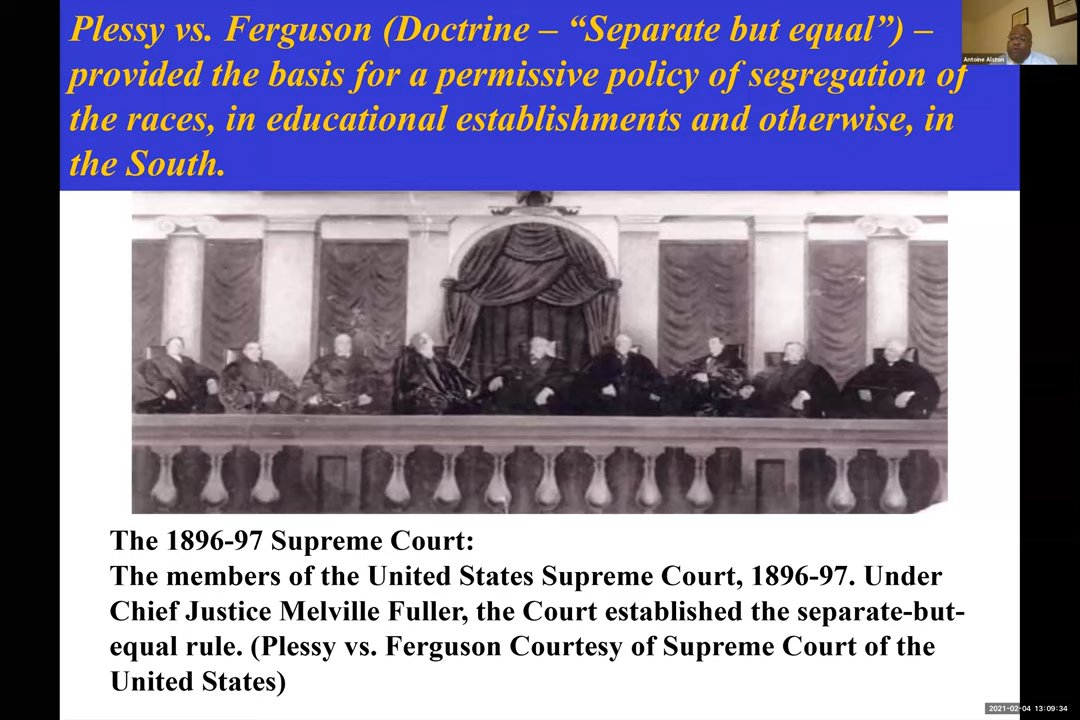 Plessy vs. Ferguson (Doctrine – “Separate but equal”) –
provided the basis for a permissive policy of segregation of
the races, in educational establishments and otherwise, in
the South.
Antoine Alston
The 1896-97 Supreme Court:
The members of the United States Supreme Court, 1896-97. Under
Chief Justice Melville Fuller, the Court established the separate-but-
equal rule. (Plessy vs. Ferguson Courtesy of Supreme Court of the
United States)
2021-02-04 13:09:34